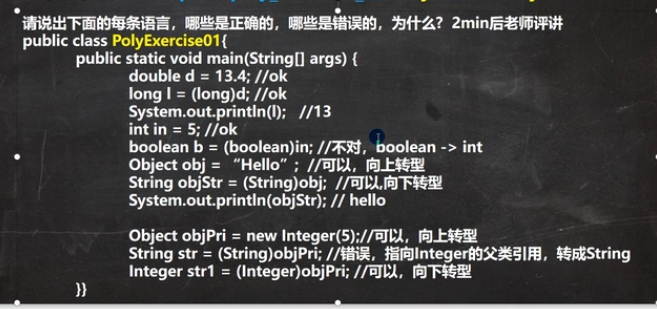 请说出下面的每条语言，哪些是正确的，哪些是错误的，为什么？2min后老师评讲
public class PolyExercise01{
public static void main(String[] args) {
double d = 13.4; //ok
long l = (long)d; //ok
System.out.println(l); //13
int in = 5; //ok
boolean b = (boolean)in; //不对，boolean -> int
Object obj = “Hello”; //可以，向上转型
String objStr = (String)obj; //可以,向下转型
System.out.println(objStr); // hello
Object objPri = new Integer(5);//可以，向上转型
String str = (String)objPri; //错误，指向Integer的父类引用，转成String
Integer str1 = (Integer)objPri; //可以，向下转型
}}